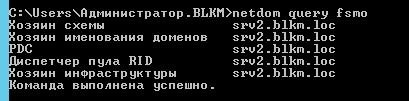 C:\Users\Администратор.BLKM>netdom query fsmo
Хозяин схемы srv2.blkm.loc
Хозяин именования доменов srv2.blkm.loc
PDC srv2.blkm.loc
Диспетчер пула RID srv2.blkm.loc
Хозяин инфраструктуры srv2.blkm.loc
Команда выполнена успешно.